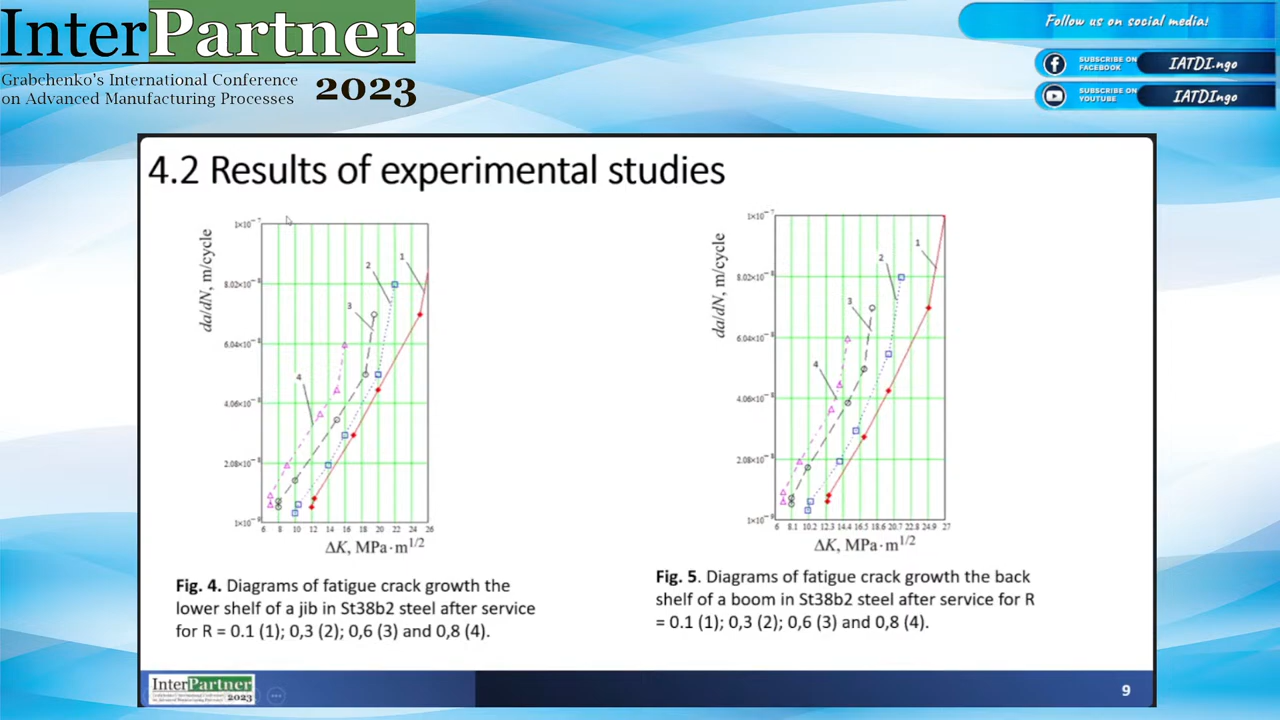 InterPartner
Grabchenko's International Conference
on Advanced Manufacturing Processes
2023
Follow us on social media!
SUBSCRIBE ON
FACEBOOK
IATDI.ngo
SUBSCRIBE ON
YOUTUBE
IATDIngo
4.2 Results of experimental studies
da/dN, m/cycle
1×10⁻⁷
8.02×10⁻⁸
6.04×10⁻⁸
4.06×10⁻⁸
2.08×10⁻⁸
1×10⁻⁹
1
2
3
4
6 8 10 12 14 16 18 20 22 24 26
ΔK, MPa·m^1/2
Fig. 4. Diagrams of fatigue crack growth the
lower shelf of a jib in St38b2 steel after service
for R = 0.1 (1); 0,3 (2); 0,6 (3) and 0,8 (4).
da/dN, m/cycle
1×10⁻⁷
8.02×10⁻⁸
6.04×10⁻⁸
4.06×10⁻⁸
2.08×10⁻⁸
1×10⁻⁹
1
2
3
4
6 8.1 10.2 12.3 14.4 16.5 18.6 20.7 22.8 24.9 27
ΔK, MPa·m^1/2
Fig. 5. Diagrams of fatigue crack growth the back
shelf of a boom in St38b2 steel after service for R
= 0.1 (1); 0,3 (2); 0,6 (3) and 0,8 (4).
InterPartner
2023
9